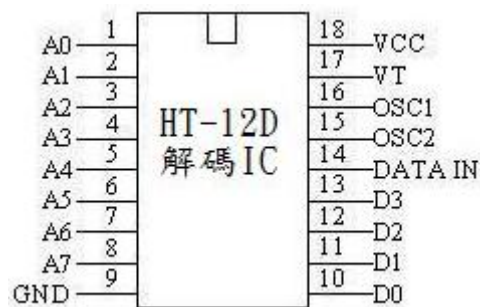 A0 1 18 VCC
A1 2 17 VT
A2 3 16 OSC1
A3 4 15 OSC2
A4 5 14 DATA IN
A5 6 13 D3
A6 7 12 D2
A7 8 11 D1
GND 9 10 D0
HT-12D
解碼IC